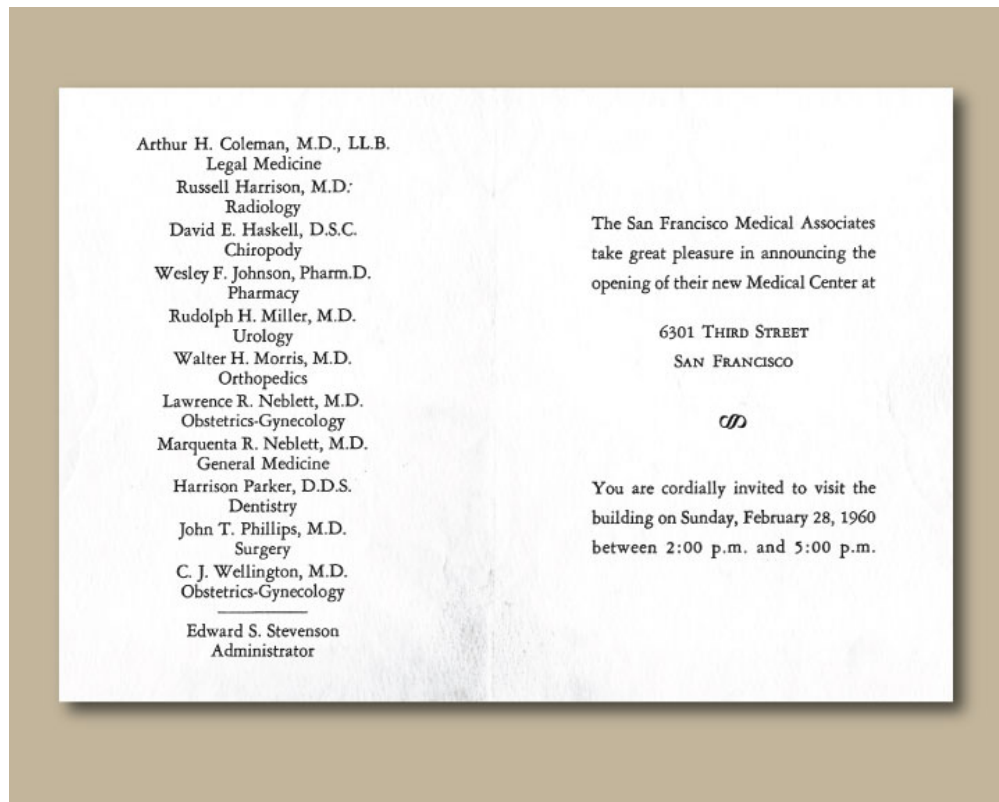 Arthur H. Coleman, M.D., LL.B.
Legal Medicine
Russell Harrison, M.D.
Radiology
David E. Haskell, D.S.C.
Chiropody
Wesley F. Johnson, Pharm.D.
Pharmacy
Rudolph H. Miller, M.D.
Urology
Walter H. Morris, M.D.
Orthopedics
Lawrence R. Neblett, M.D.
Obstetrics-Gynecology
Marquenta R. Neblett, M.D.
General Medicine
Harrison Parker, D.D.S.
Dentistry
John T. Phillips, M.D.
Surgery
C. J. Wellington, M.D.
Obstetrics-Gynecology
Edward S. Stevenson
Administrator
The San Francisco Medical Associates
take great pleasure in announcing the
opening of their new Medical Center at
6301 THIRD STREET
SAN FRANCISCO
You are cordially invited to visit the
building on Sunday, February 28, 1960
between 2:00 p.m. and 5:00 p.m.